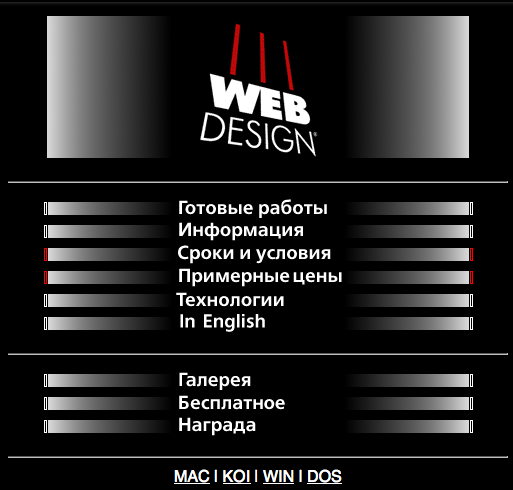 WEB
DESIGN®
Готовые работы
Информация
Сроки и условия
Примерные цены
Технологии
In English
Галерея
Бесплатное
Награда
MAC | KOI | WIN | DOS